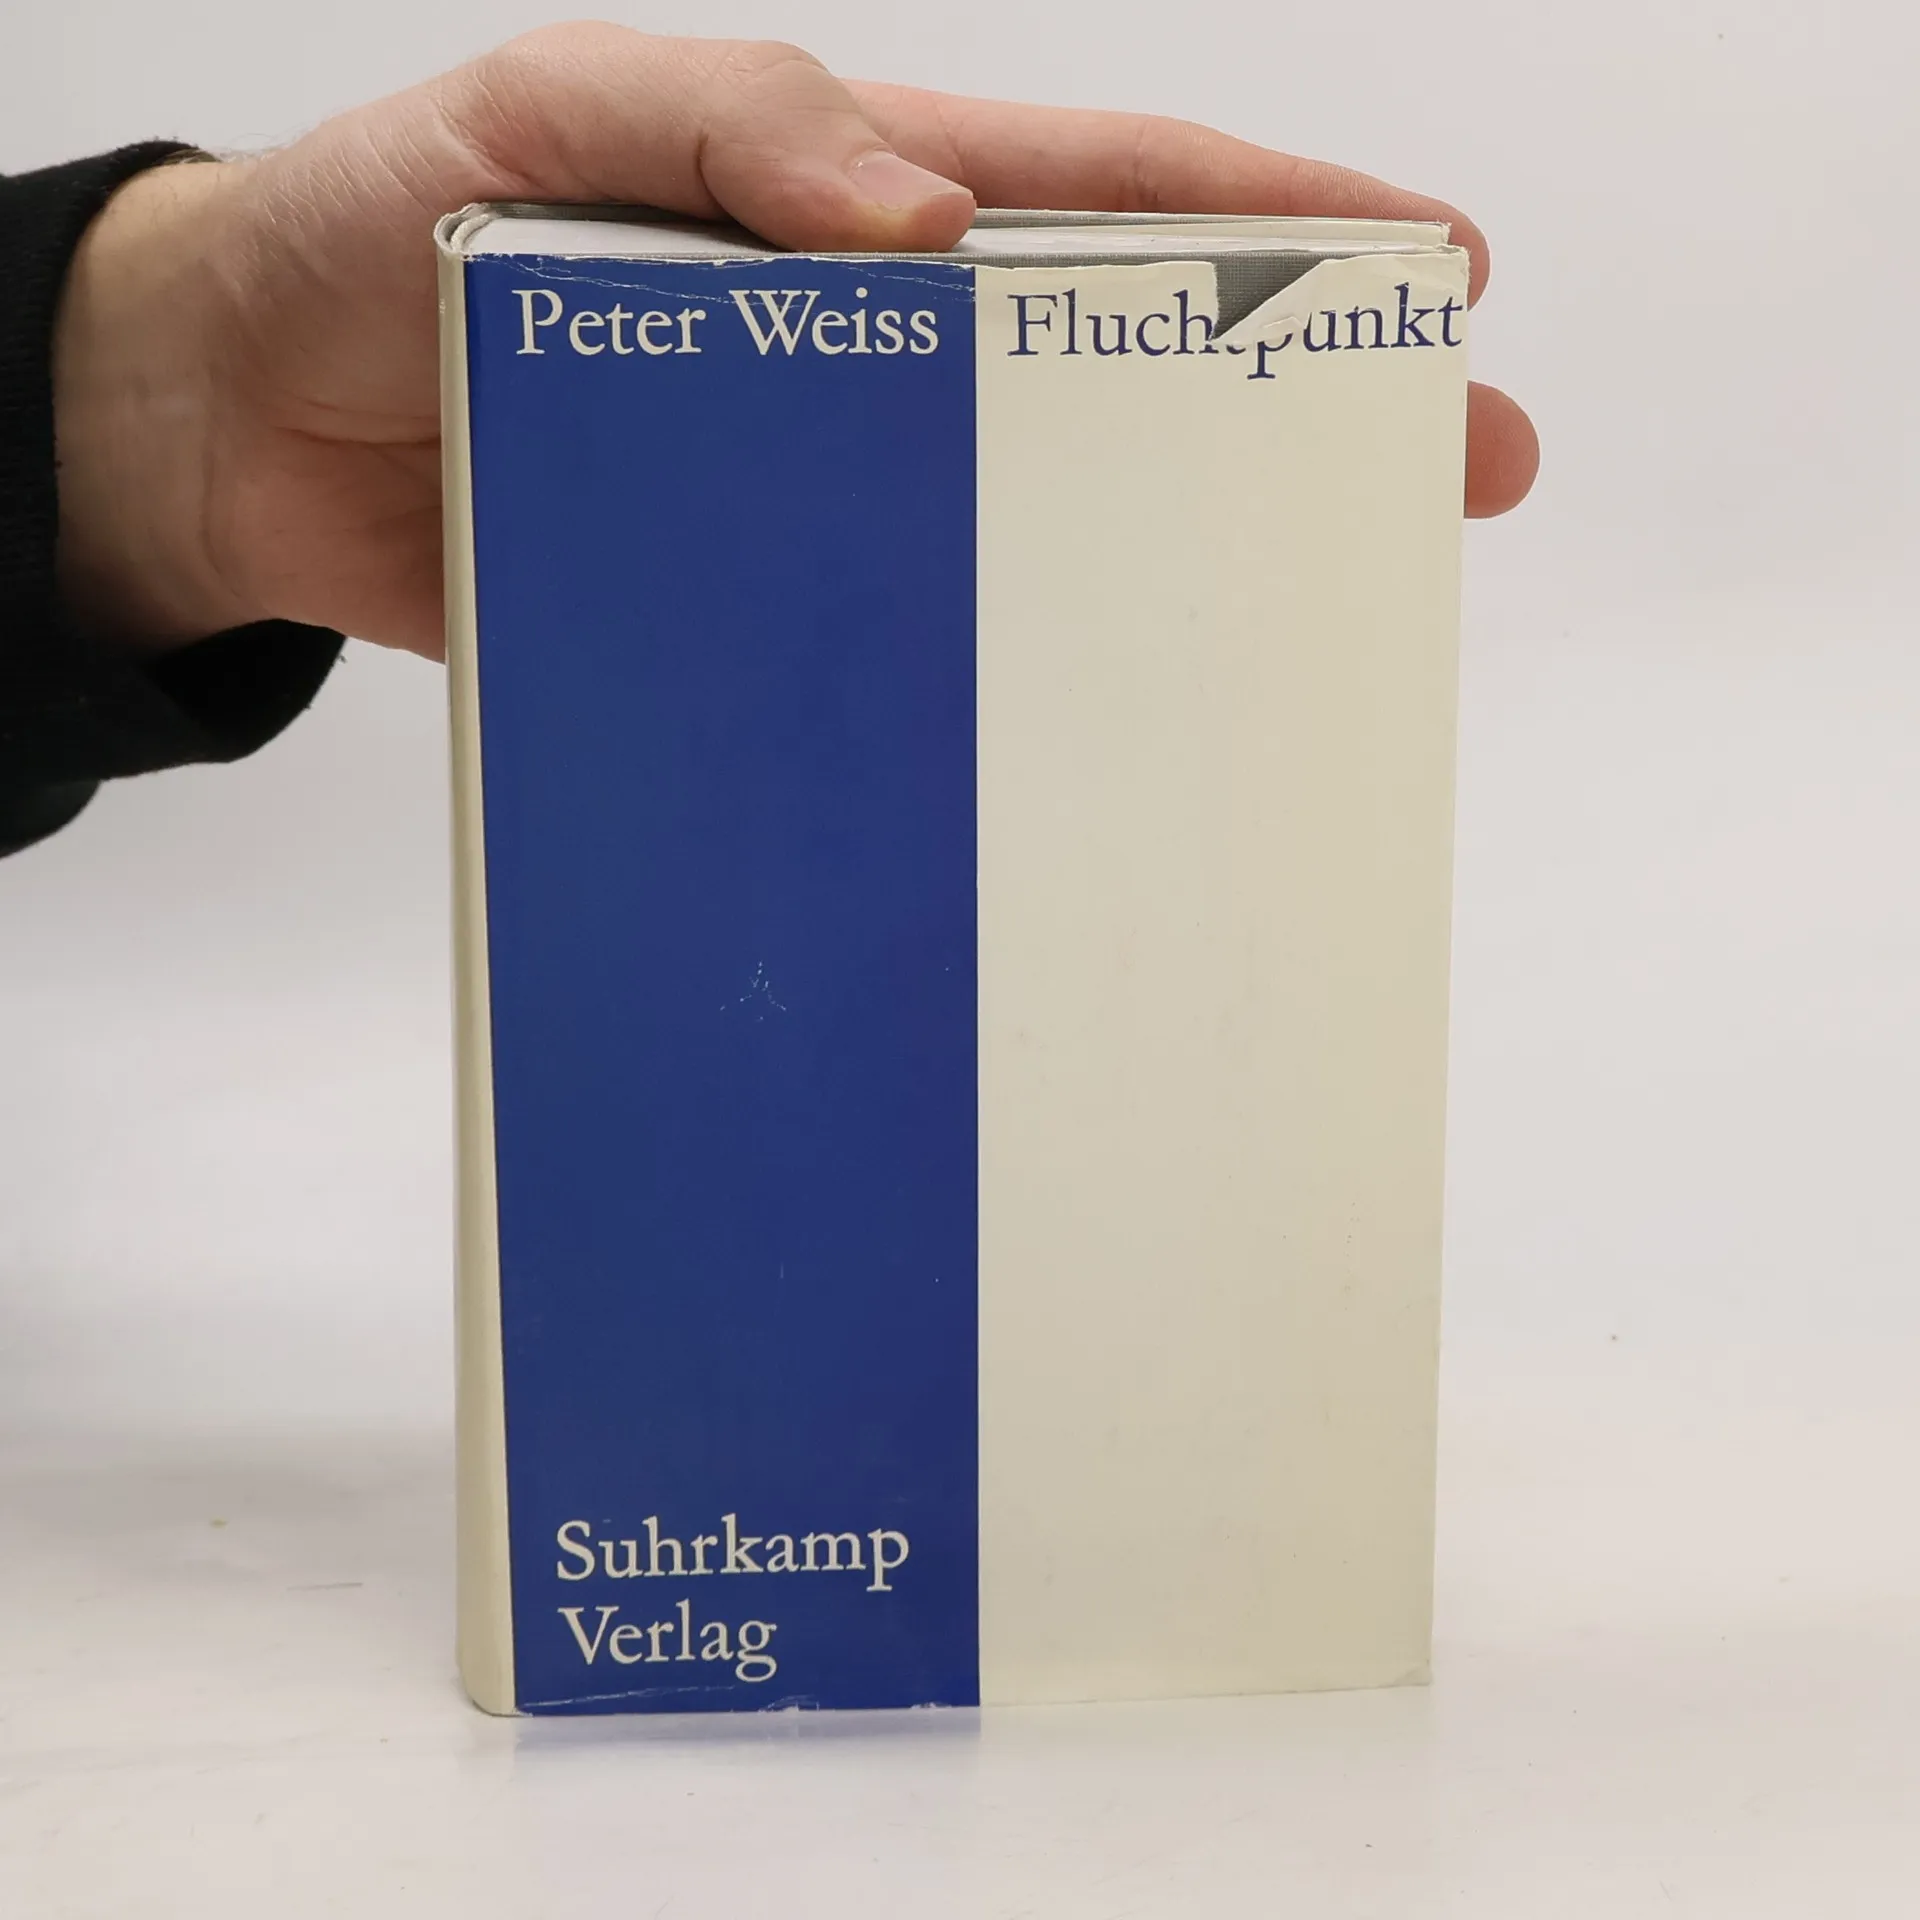 Peter Weiss Fluchtpunkt
Suhrkamp
Verlag